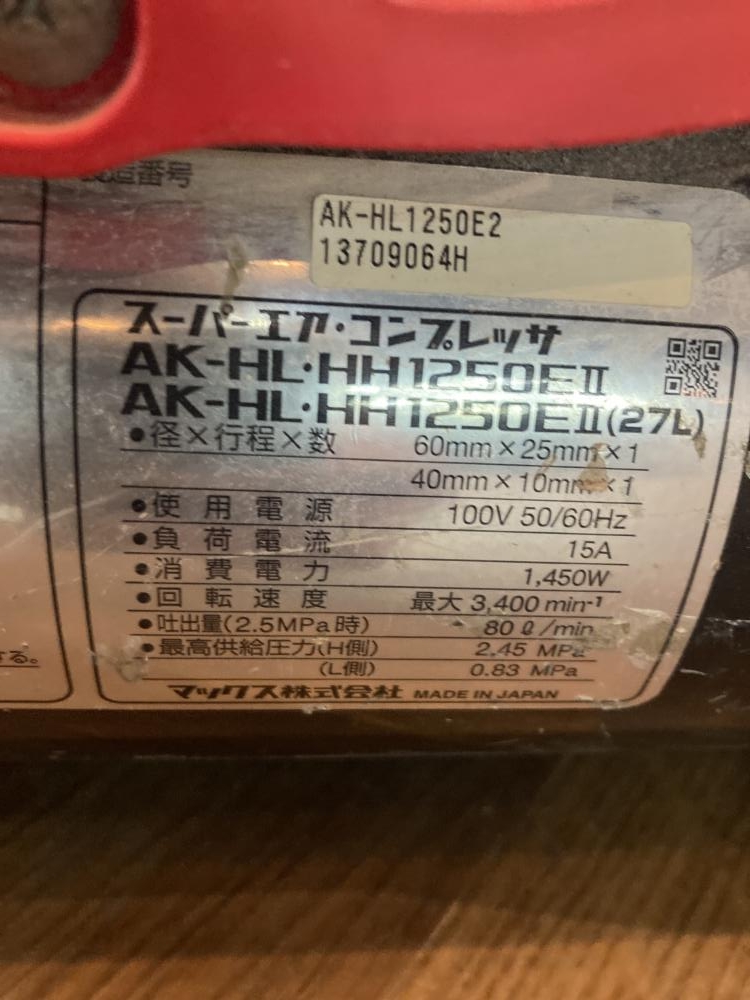 製造番号
AK-HL1250E2
13709064H
スーパーエア・コンプレッサ
AK-HL・HH1250EⅡ
AK-HL・HH1250EⅡ(27L)
●径×行程×数 60mm×25mm×1
40mm×10mm×1
●使用電源 100V 50/60Hz
●負荷電流 15A
●消費電力 1,450W
●回転速度 最大 3,400 min⁻¹
●吐出量(2.5MPa時) 80ℓ/min
●最高供給圧力(H側) 2.45 MPa
(L側) 0.83 MPa
マックス株式会社 MADE IN JAPAN
る。